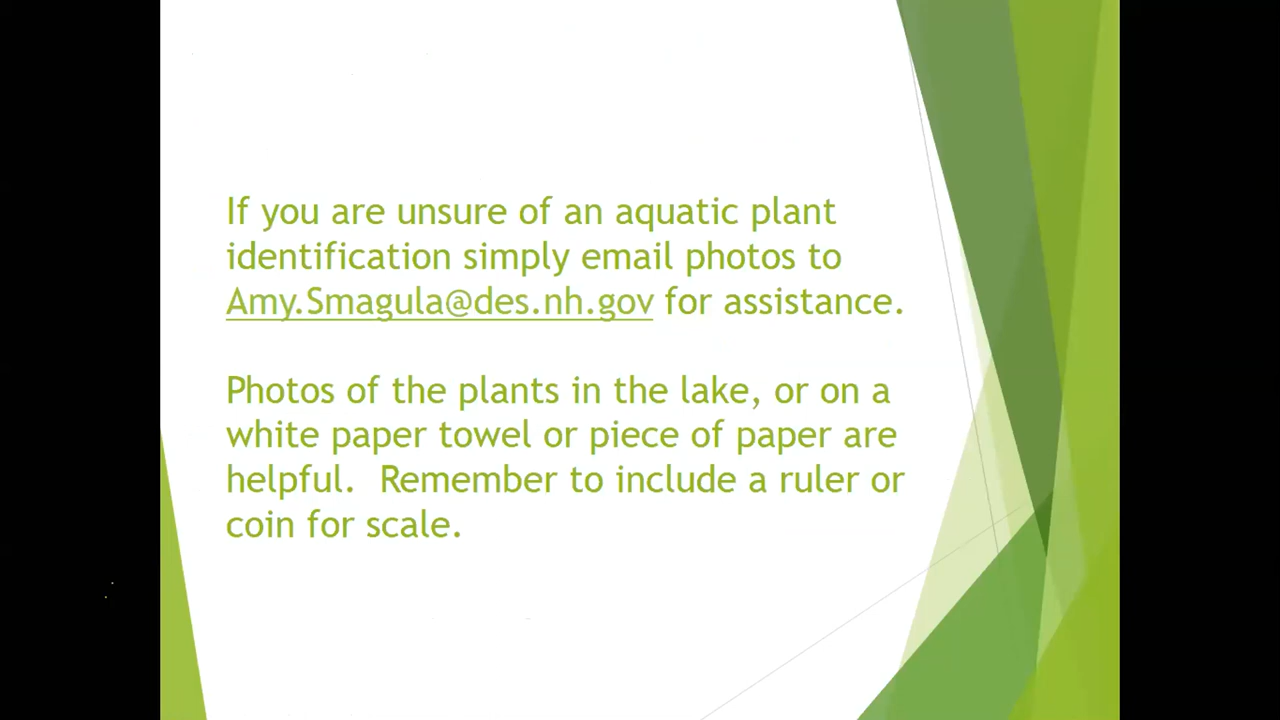 If you are unsure of an aquatic plant
identification simply email photos to
Amy.Smagula@des.nh.gov for assistance.
Photos of the plants in the lake, or on a
white paper towel or piece of paper are
helpful.  Remember to include a ruler or
coin for scale.